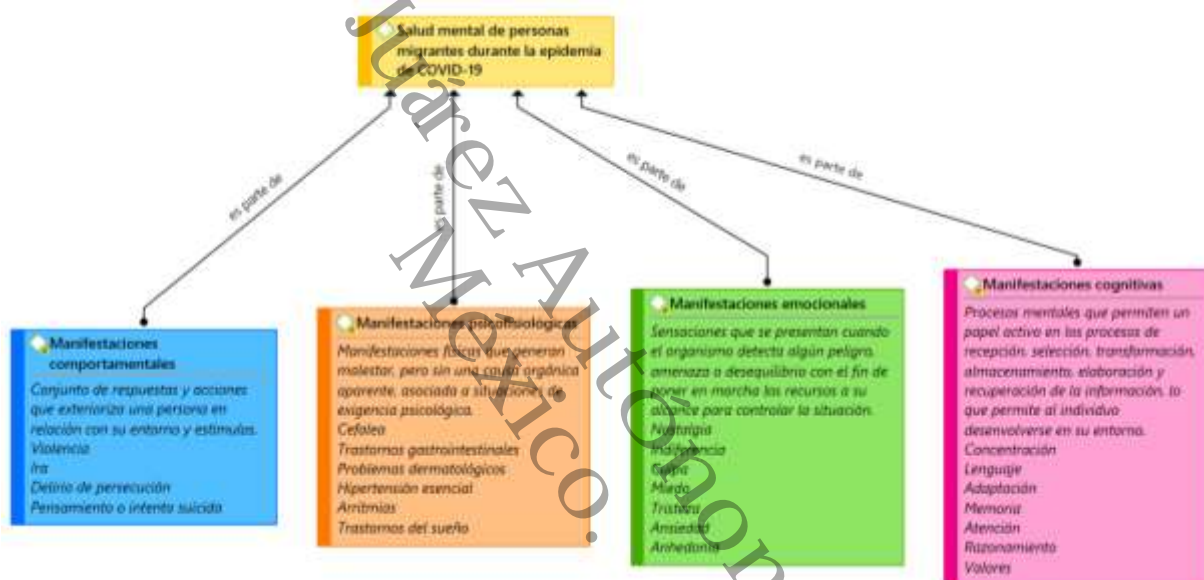 Salud mental de personas
migrantes durante la epidemia
de COVID-19
es parte de
es parte de
es parte de
es parte de
Manifestaciones
comportamentales
Conjunto de respuestas y acciones
que exterioriza una persona en
relación con su entorno y estímulos.
Violencia
Ira
Delirio de persecución
Pensamiento o intento suicida
Manifestaciones psicofisiológicas
Manifestaciones físicas que generan
malestar, pero sin una causa orgánica
aparente, asociada a situaciones de
exigencia psicológica.
Cefalea
Trastornos gastrointestinales
Problemas dermatológicos
Hipertensión esencial
Arritmias
Trastornos del sueño
Manifestaciones emocionales
Sensaciones que se presentan cuando
el organismo detecta algún peligro,
amenaza o desequilibrio con el fin de
poner en marcha los recursos a su
alcance para controlar la situación.
Nostalgia
Indiferencia
Culpa
Miedo
Tristeza
Ansiedad
Anhedonia
Manifestaciones cognitivas
Procesos mentales que permiten un
papel activo en los procesos de
recepción, selección, transformación,
almacenamiento, elaboración y
recuperación de la información, lo
que permite al individuo
desenvolverse en su entorno.
Concentración
Lenguaje
Adaptación
Memoria
Atención
Razonamiento
Valores
Juárez Autónom
México.